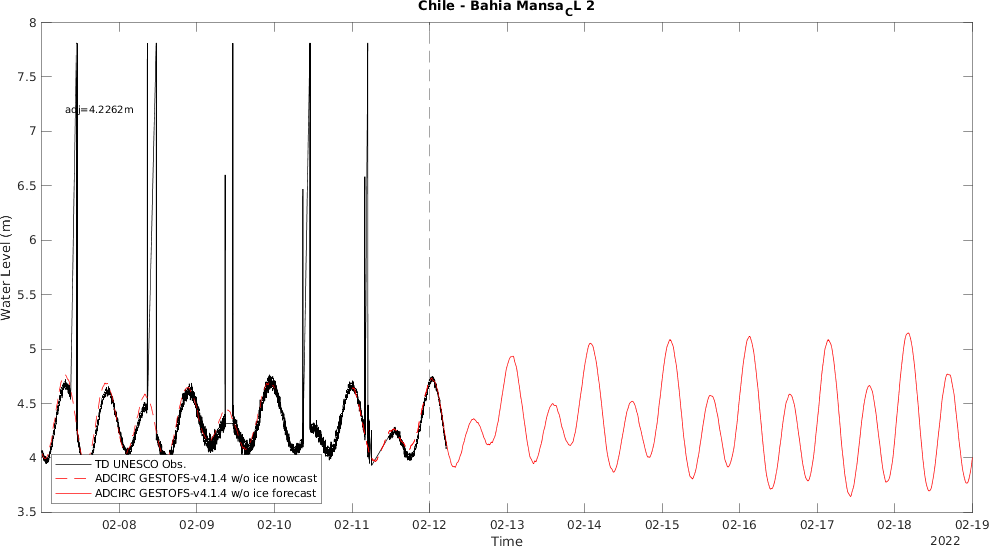 Chile - Bahia Mansa_CL 2
8
7.5
7
6.5
6
5.5
5
4.5
4
3.5
Water Level (m)
adj=4.2262m
TD UNESCO Obs.
ADCIRC GESTOFS-v4.1.4 w/o ice nowcast
ADCIRC GESTOFS-v4.1.4 w/o ice forecast
02-08 02-09 02-10 02-11 02-12 02-13 02-14 02-15 02-16 02-17 02-18 02-19
Time
2022